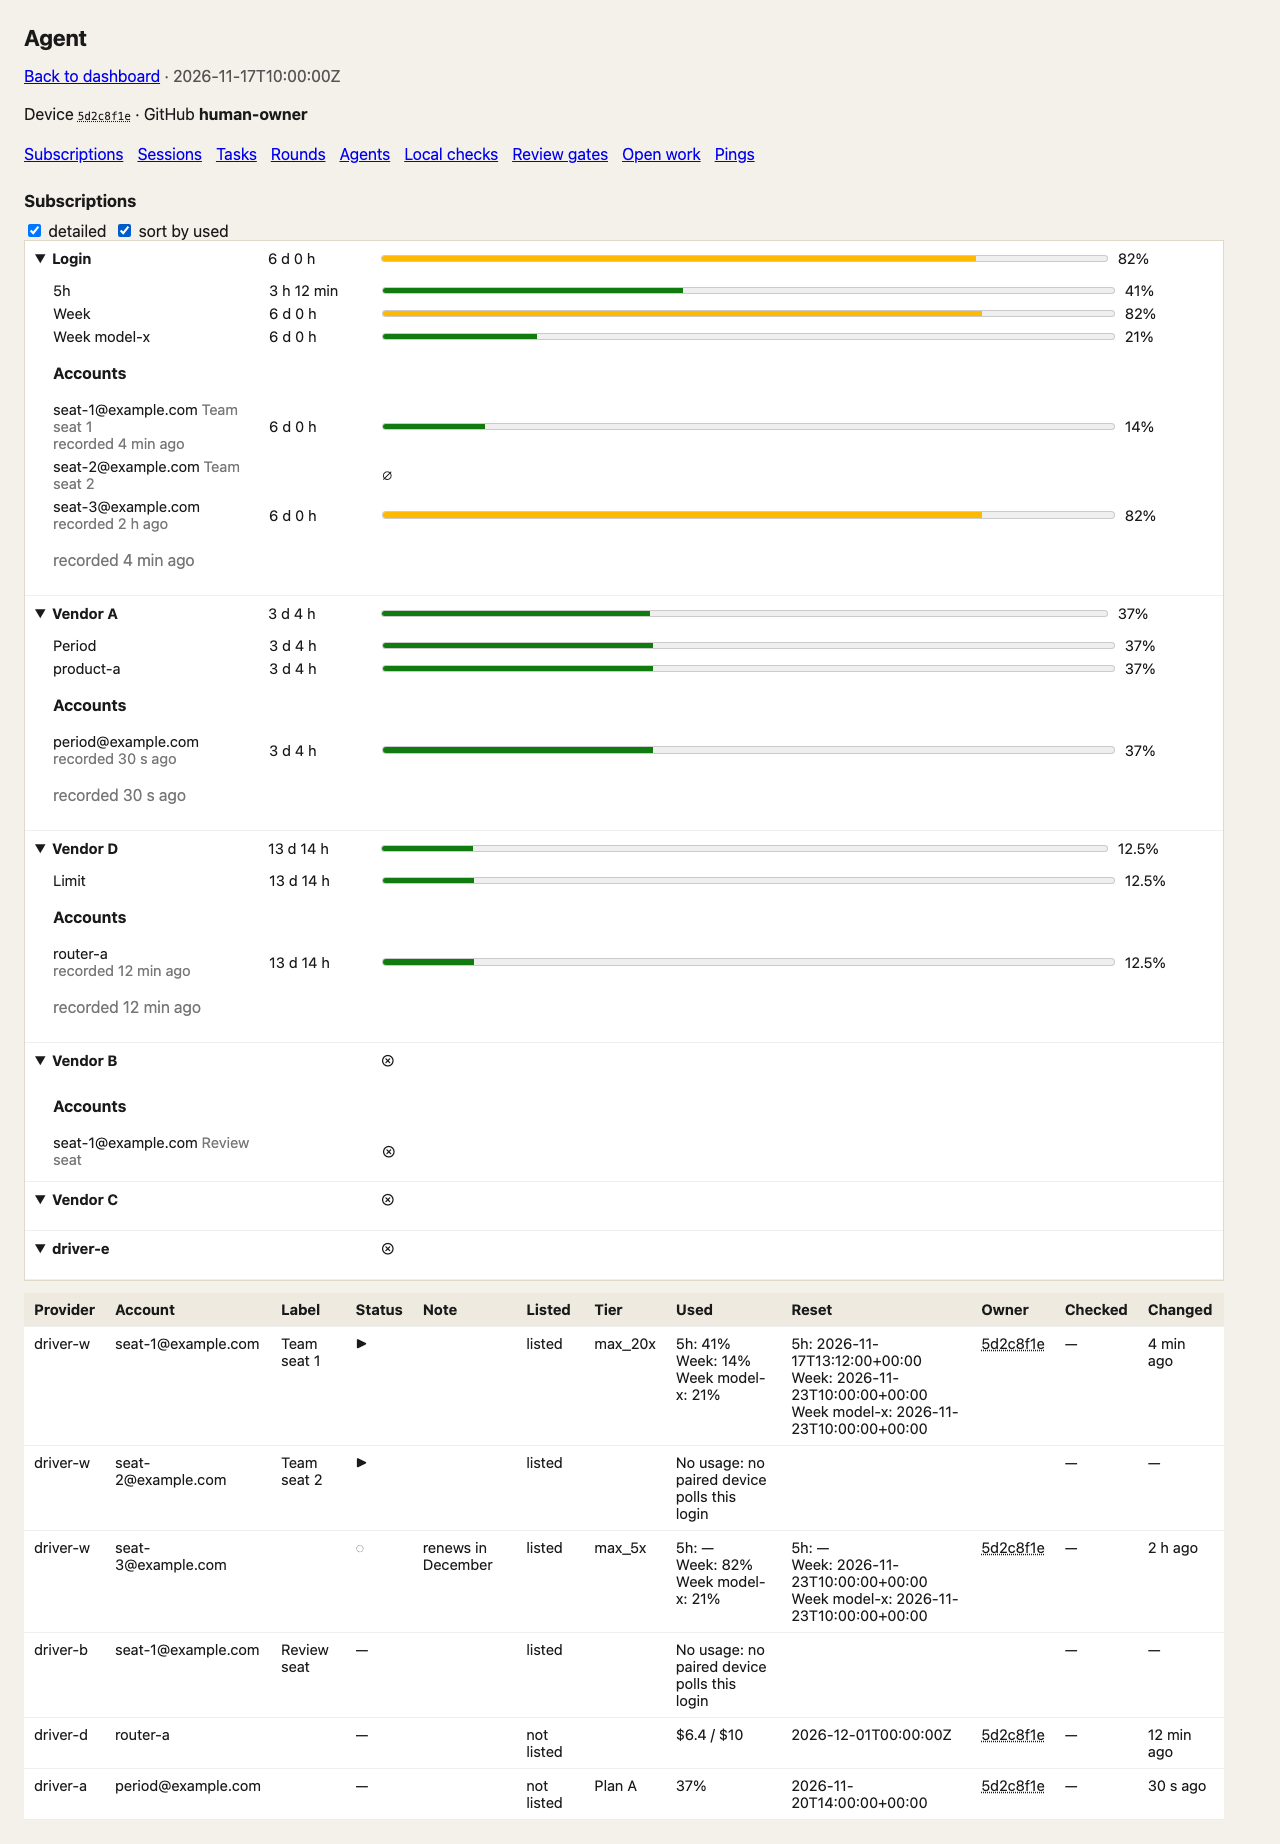 Agent
Back to dashboard · 2026-11-17T10:00:00Z
Device 5d2c8f1e · GitHub human-owner
Subscriptions Sessions Tasks Rounds Agents Local checks Review gates Open work Pings
Subscriptions
detailed sort by used
▼ Login 6 d 0 h 82%
5h 3 h 12 min 41%
Week 6 d 0 h 82%
Week model-x 6 d 0 h 21%
Accounts
seat-1@example.com Team
seat 1
recorded 4 min ago
6 d 0 h 14%
seat-2@example.com Team
seat 2
∅
seat-3@example.com
recorded 2 h ago
6 d 0 h 82%
recorded 4 min ago
▼ Vendor A 3 d 4 h 37%
Period 3 d 4 h 37%
product-a 3 d 4 h 37%
Accounts
period@example.com
recorded 30 s ago
3 d 4 h 37%
recorded 30 s ago
▼ Vendor D 13 d 14 h 12.5%
Limit 13 d 14 h 12.5%
Accounts
router-a
recorded 12 min ago
13 d 14 h 12.5%
recorded 12 min ago
▼ Vendor B ⊗
Accounts
seat-1@example.com Review
seat
⊗
▼ Vendor C ⊗
▼ driver-e ⊗
Provider Account Label Status Note Listed Tier Used Reset Owner Checked Changed
driver-w seat-1@example.com Team
seat 1
▶ listed max_20x 5h: 41%
Week: 14%
Week model-
x: 21%
5h: 2026-11-
17T13:12:00+00:00
Week: 2026-11-
23T10:00:00+00:00
Week model-x: 2026-11-
23T10:00:00+00:00
5d2c8f1e — 4 min
ago
driver-w seat-
2@example.com
Team
seat 2
▶ listed No usage: no
paired device
polls this
login
— —
driver-w seat-
3@example.com
◌ renews in
December
listed max_5x 5h: —
Week: 82%
Week model-
x: 21%
5h: —
Week: 2026-11-
23T10:00:00+00:00
Week model-x: 2026-11-
23T10:00:00+00:00
5d2c8f1e — 2 h ago
driver-b seat-1@example.com Review
seat
— listed No usage: no
paired device
polls this
login
— —
driver-d router-a — not
listed
$6.4 / $10 2026-12-01T00:00:00Z 5d2c8f1e — 12 min
ago
driver-a period@example.com — not
listed
Plan A 37% 2026-11-
20T14:00:00+00:00
5d2c8f1e — 30 s ago